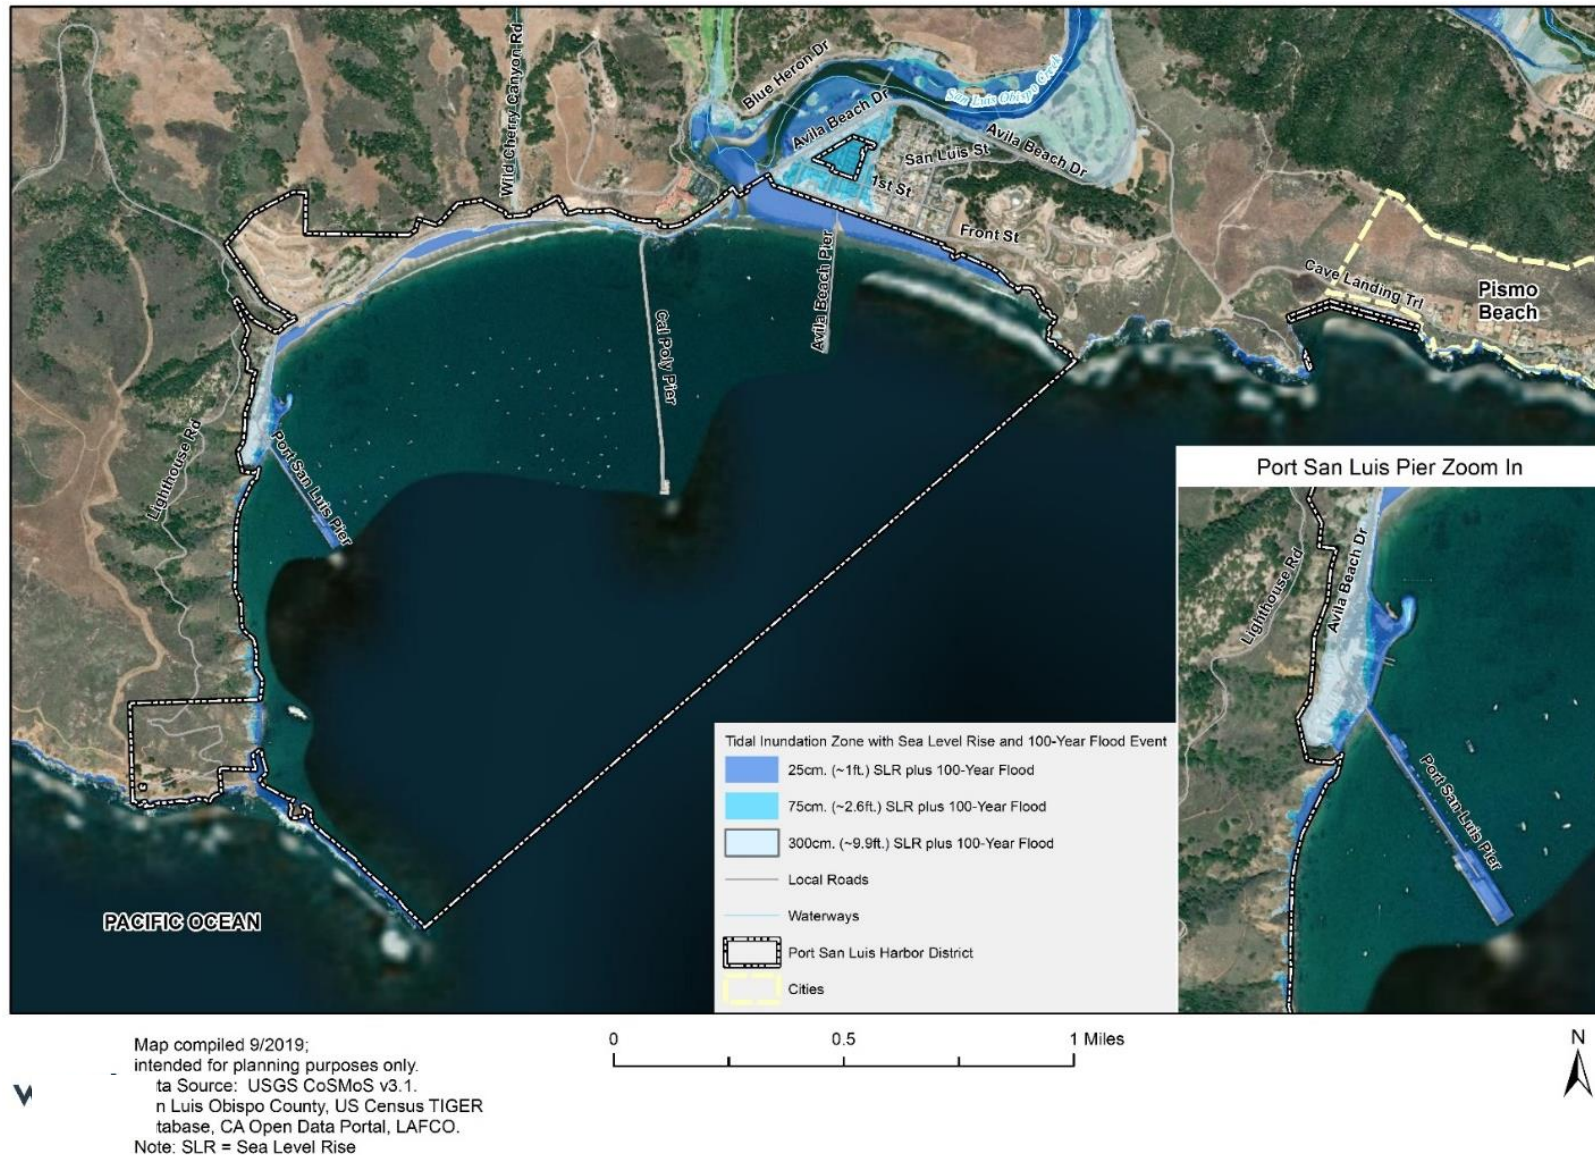 Wild Cherry Canyon Rd
Blue Heron Dr
Avila Beach Dr
San Luis Obispo Creek
Avila Beach Dr
San Luis St
1st St
Front St
Cave Landing Trl
Pismo
Beach
Avila Beach Pier
Cal Poly Pier
Lighthouse Rd
Port San Luis Pier
PACIFIC OCEAN
Port San Luis Pier Zoom In
Lighthouse Rd
Avila Beach Dr
Port San Luis Pier
Tidal Inundation Zone with Sea Level Rise and 100-Year Flood Event
25cm. (~1ft.) SLR plus 100-Year Flood
75cm. (~2.6ft.) SLR plus 100-Year Flood
300cm. (~9.9ft.) SLR plus 100-Year Flood
Local Roads
Waterways
Port San Luis Harbor District
Cities
0 0.5 1 Miles
N
Map compiled 9/2019;
intended for planning purposes only.
ta Source: USGS CoSMoS v3.1.
n Luis Obispo County, US Census TIGER
tabase, CA Open Data Portal, LAFCO.
Note: SLR = Sea Level Rise